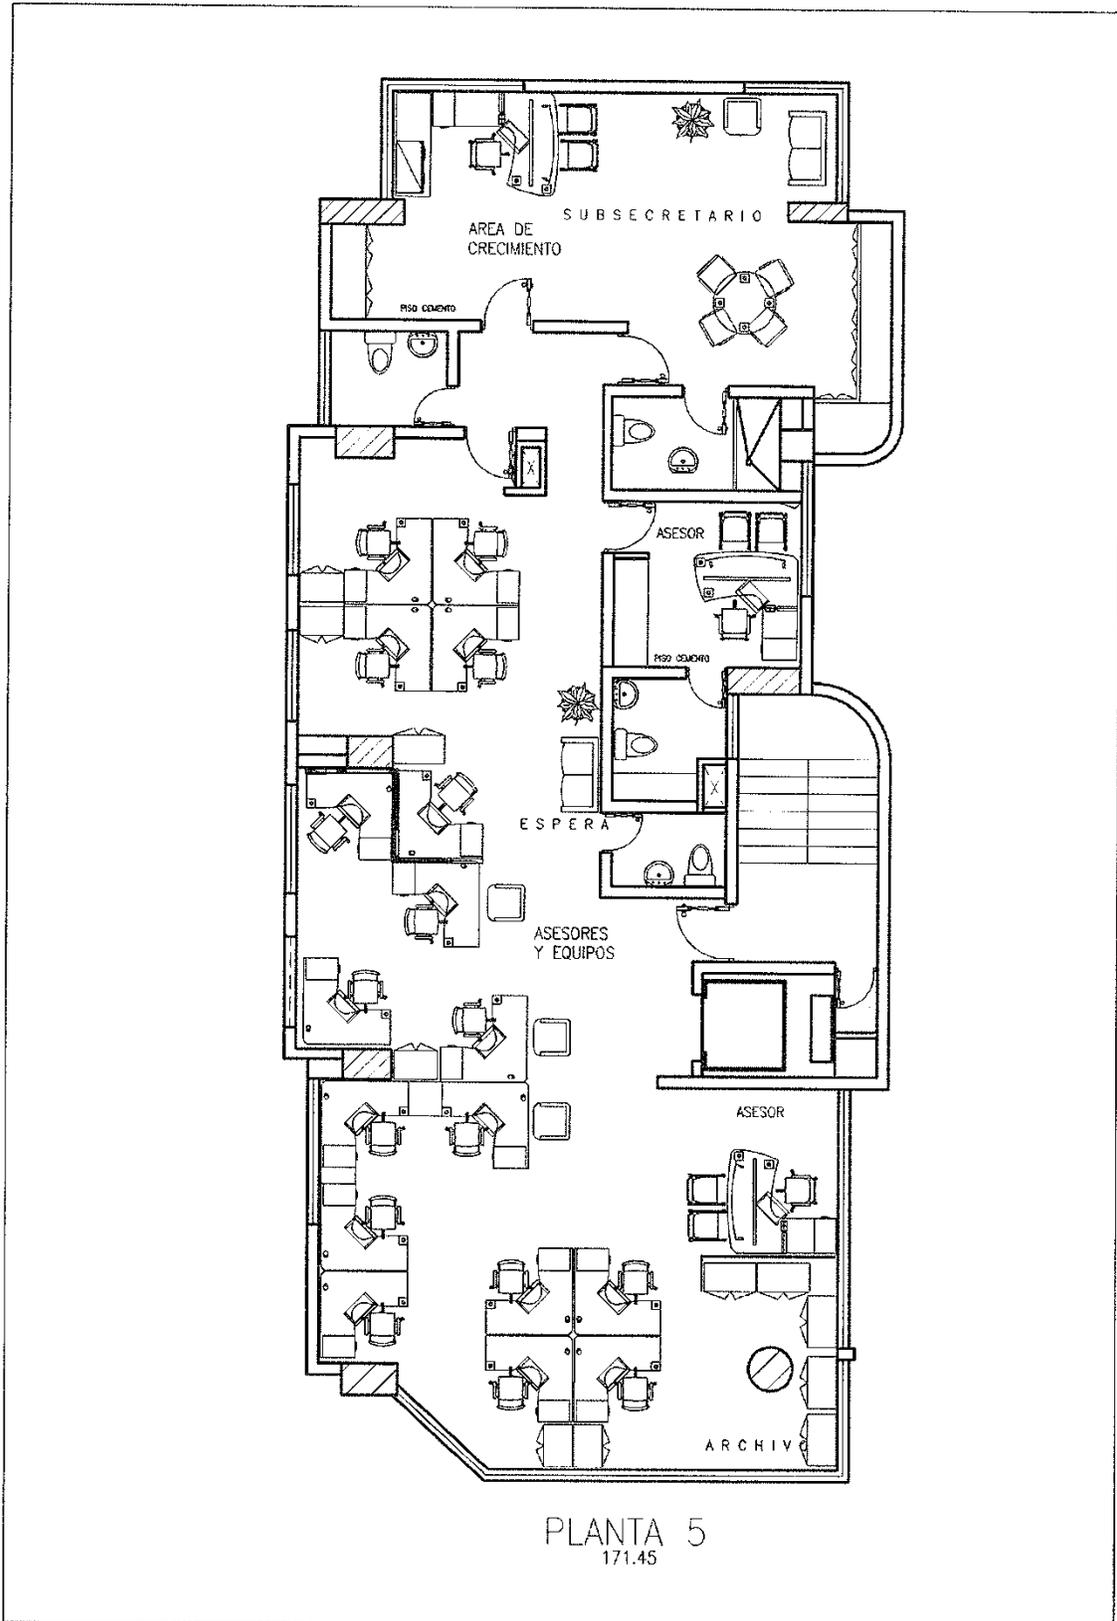 SUBSECRETARIO
AREA DE
CRECIMIENTO
PISO CEMENTO
ASESOR
PISO CEMENTO
ESPERA
ASESORES
Y EQUIPOS
ASESOR
ARCHIVO
PLANTA 5
171.45